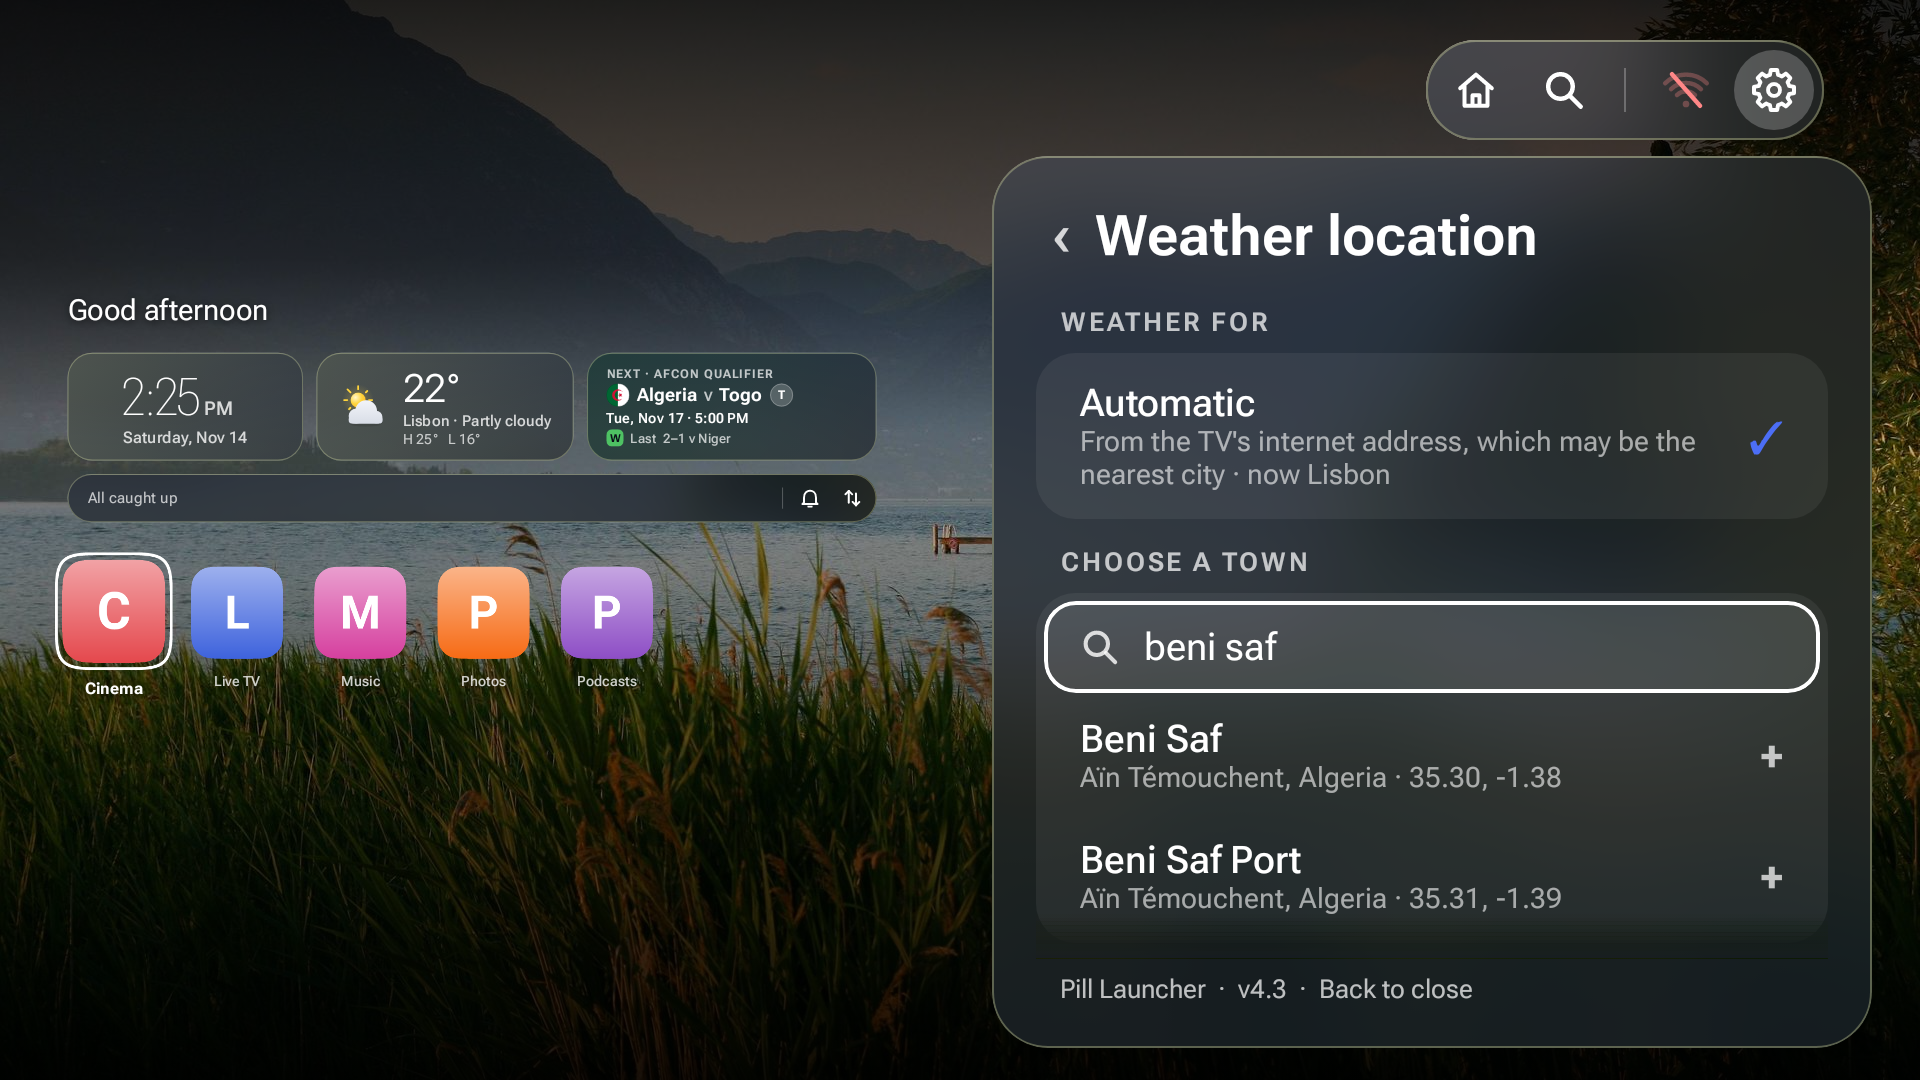 Good afternoon
2:25 PM
Saturday, Nov 14
22°
Lisbon · Partly cloudy
H 25° L 16°
NEXT · AFCON QUALIFIER
Algeria v Togo T
Tue, Nov 17 · 5:00 PM
W Last 2–1 v Niger
All caught up
C
Cinema
L
Live TV
M
Music
P
Photos
P
Podcasts
‹ Weather location
WEATHER FOR
Automatic
From the TV's internet address, which may be the
nearest city · now Lisbon
CHOOSE A TOWN
beni saf
Beni Saf
Aïn Témouchent, Algeria · 35.30, -1.38
Beni Saf Port
Aïn Témouchent, Algeria · 35.31, -1.39
Pill Launcher · v4.3 · Back to close